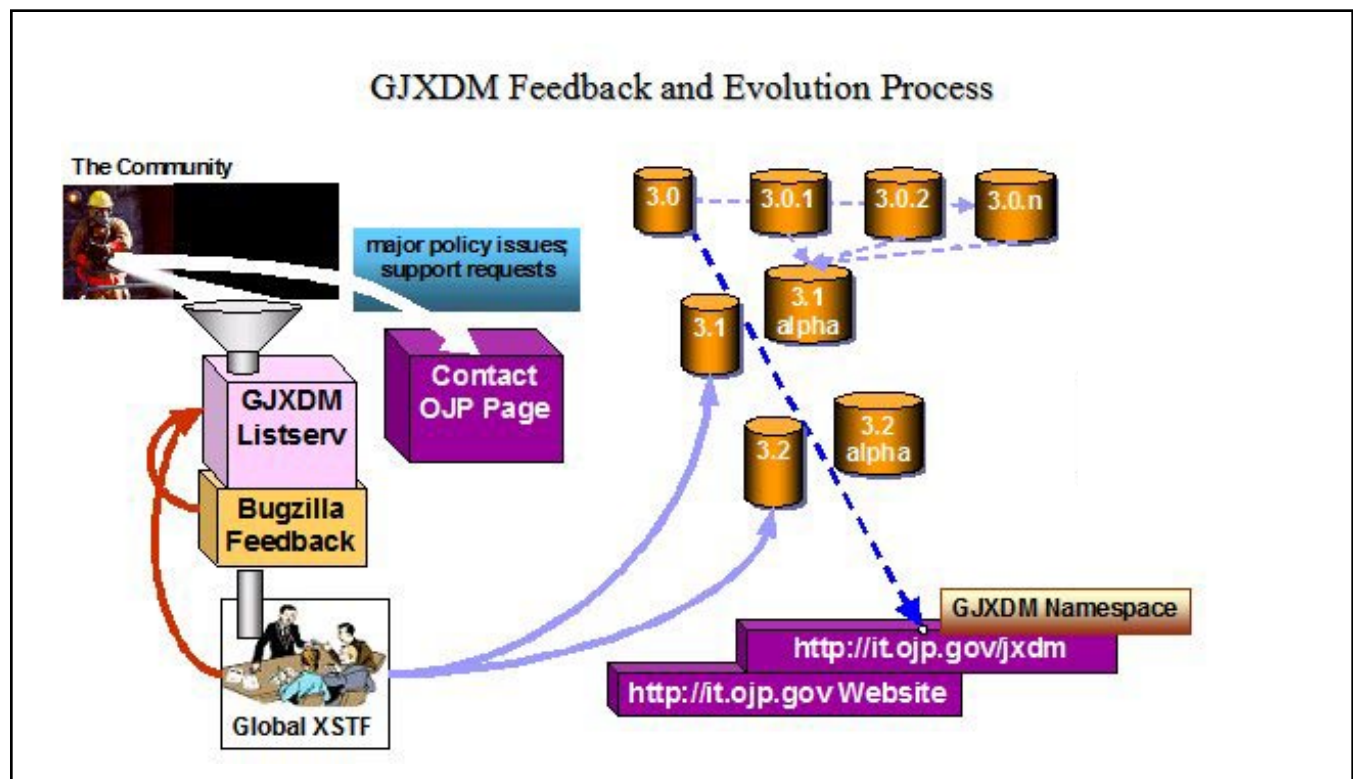 GJXDM Feedback and Evolution Process
The Community
major policy issues;
support requests
Contact
OJP Page
GJXDM
Listserv
Bugzilla
Feedback
Global XSTF
3.0
3.0.1
3.0.2
3.0.n
3.1
alpha
3.1
3.2
alpha
3.2
GJXDM Namespace
http://it.ojp.gov/jxdm
http://it.ojp.gov Website